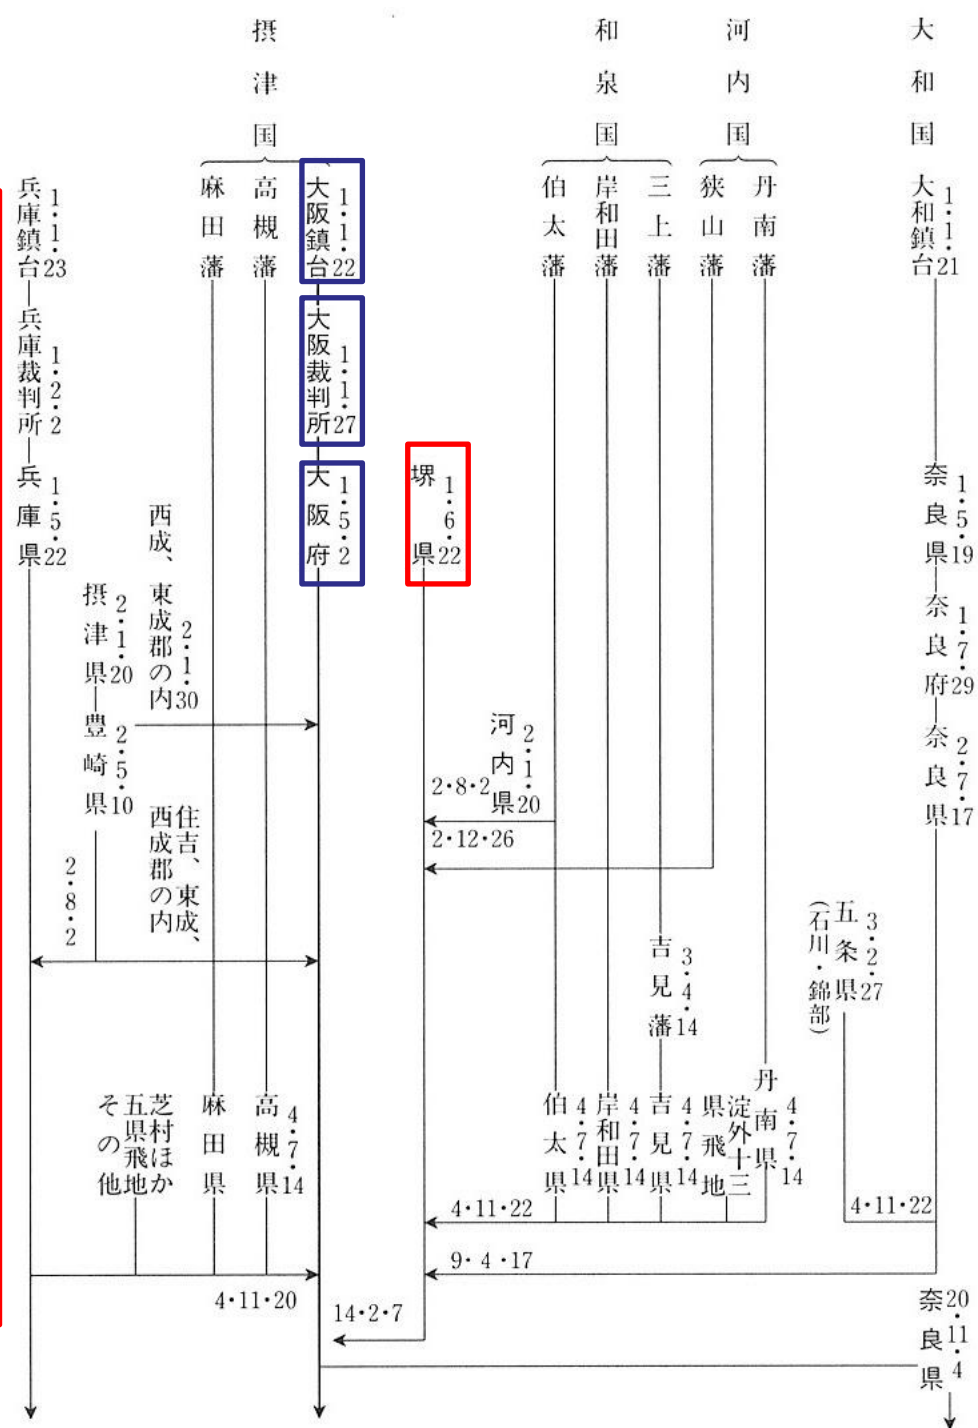 大和国
大和鎮台 1・1・21
奈良県 1・5・19
奈良府 1・7・29
奈良県 2・7・17
五条県 3・2・27
(石川・錦部)
4・11・22
奈良県 20・11・4
河内国
丹南藩
丹南県 4・7・14
狭山藩
淀外十三
県飛地
和泉国
三上藩
吉見藩 3・4・14
吉見県 4・7・14
岸和田藩
岸和田県 4・7・14
伯太藩
伯太県 4・7・14
河内県 2・1・20
2・8・2
2・12・26
堺県 1・6・22
4・11・22
9・4・17
14・2・7
摂津国
大阪鎮台 1・1・22
大阪裁判所 1・1・27
大阪府 1・5・2
高槻藩
高槻県 4・7・14
麻田藩
麻田県
4・11・20
2・1・30
西成、東成郡の内
住吉、東成、
西成郡の内
芝村ほか
五県飛地
その他
摂津県 2・1・20
豊崎県 2・5・10
2・8・2
兵庫鎮台 1・1・23
兵庫裁判所 1・2・2
兵庫県 1・5・22